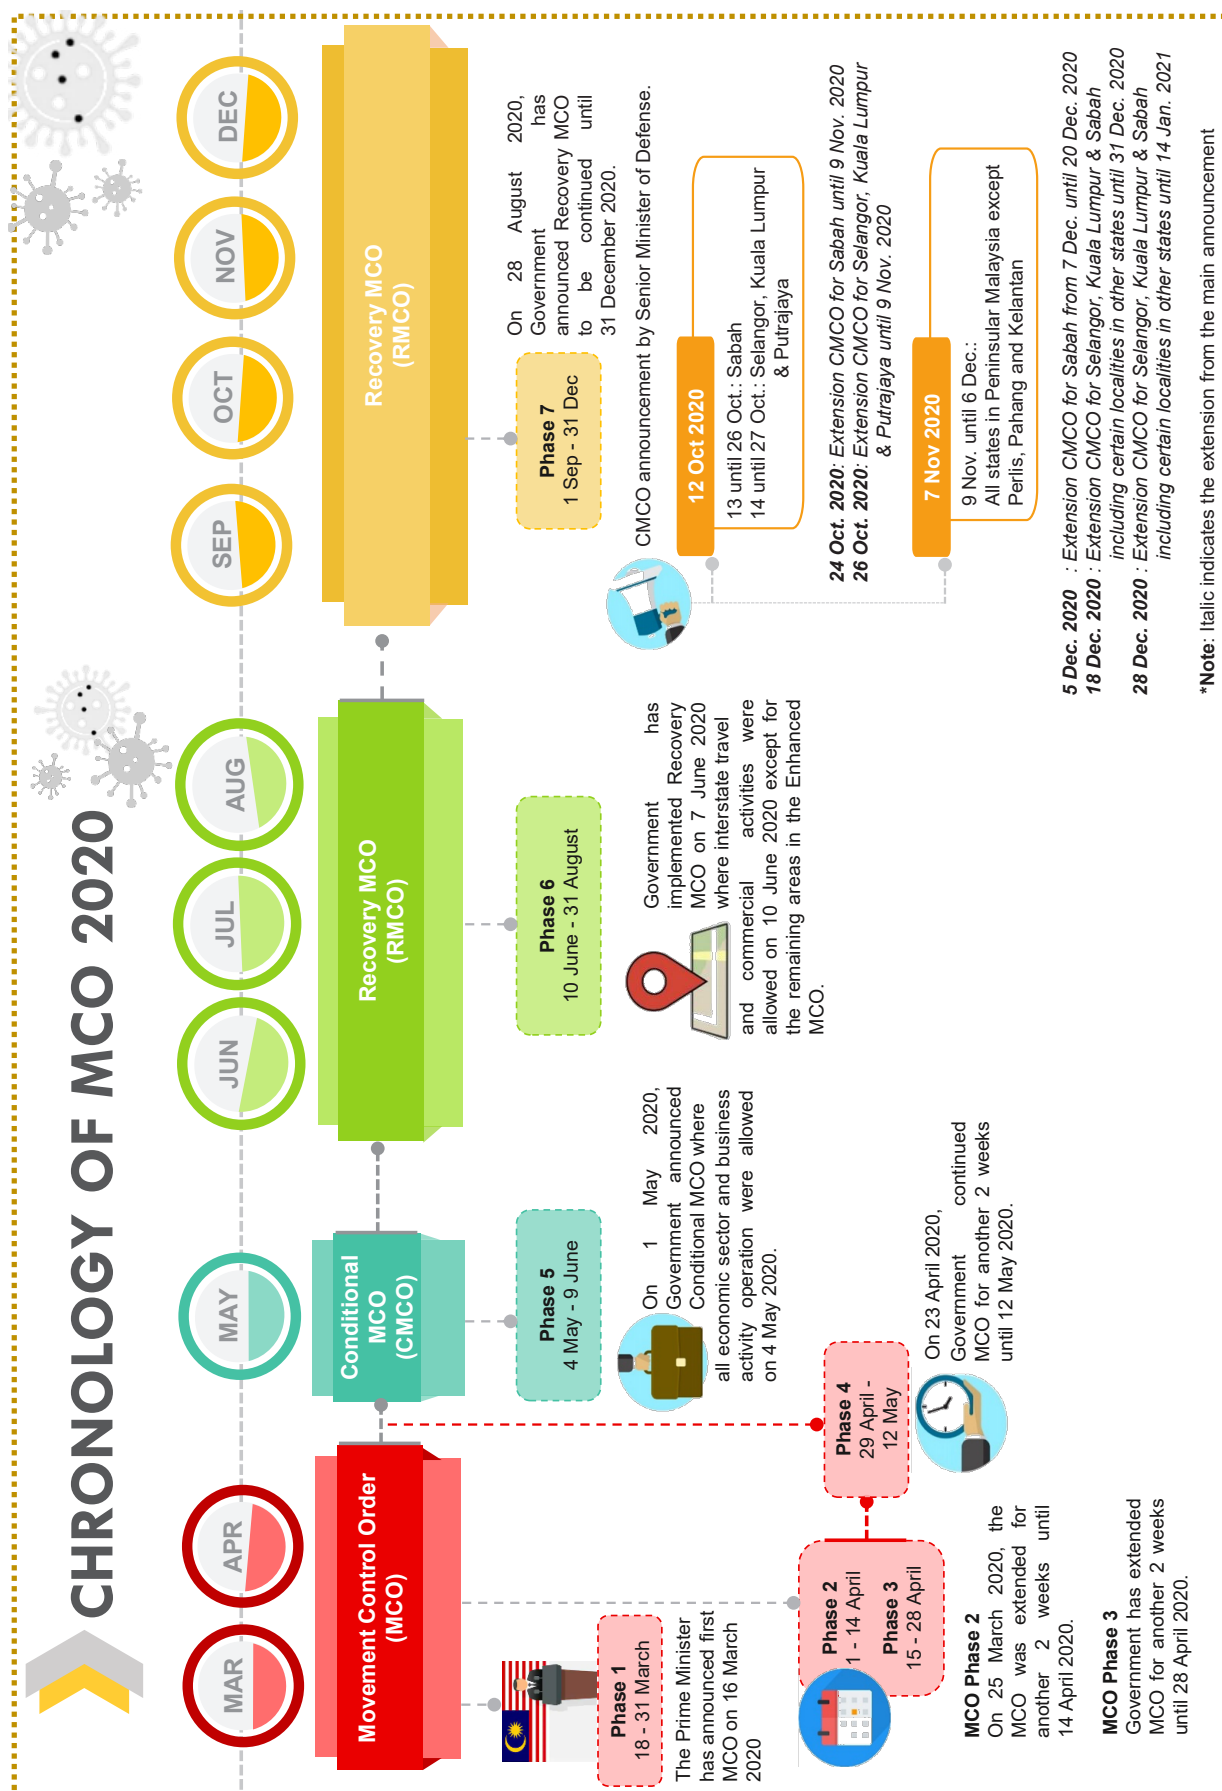 CHRONOLOGY OF MCO 2020
MAR
APR
MAY
JUN
JUL
AUG
SEP
OCT
NOV
DEC
Movement Control Order
(MCO)
Conditional
MCO
(CMCO)
Recovery MCO
(RMCO)
Recovery MCO
(RMCO)
Phase 1
18 - 31 March
The Prime Minister
has announced first
MCO on 16 March
2020
Phase 2
1 - 14 April
Phase 3
15 - 28 April
MCO Phase 2
On 25 March 2020, the
MCO was extended for
another 2 weeks until
14 April 2020.
MCO Phase 3
Government has extended
MCO for another 2 weeks
until 28 April 2020.
Phase 4
29 April -
12 May
On 23 April 2020,
Government continued
MCO for another 2 weeks
until 12 May 2020.
Phase 5
4 May - 9 June
On 1 May 2020,
Government announced
Conditional MCO where
all economic sector and business
activity operation were allowed
on 4 May 2020.
Phase 6
10 June - 31 August
Government has
implemented Recovery
MCO on 7 June 2020
where interstate travel
and commercial activities were
allowed on 10 June 2020 except for
the remaining areas in the Enhanced
MCO.
Phase 7
1 Sep - 31 Dec
On 28 August 2020,
Government has
announced Recovery MCO
to be continued until
31 December 2020.
CMCO announcement by Senior Minister of Defense.
12 Oct 2020
13 until 26 Oct.: Sabah
14 until 27 Oct.: Selangor, Kuala Lumpur
& Putrajaya
24 Oct. 2020: Extension CMCO for Sabah until 9 Nov. 2020
26 Oct. 2020: Extension CMCO for Selangor, Kuala Lumpur
& Putrajaya until 9 Nov. 2020
7 Nov 2020
9 Nov. until 6 Dec.:
All states in Peninsular Malaysia except
Perlis, Pahang and Kelantan
5 Dec. 2020 : Extension CMCO for Sabah from 7 Dec. until 20 Dec. 2020
18 Dec. 2020 : Extension CMCO for Selangor, Kuala Lumpur & Sabah
including certain localities in other states until 31 Dec. 2020
28 Dec. 2020 : Extension CMCO for Selangor, Kuala Lumpur & Sabah
including certain localities in other states until 14 Jan. 2021
*Note: Italic indicates the extension from the main announcement